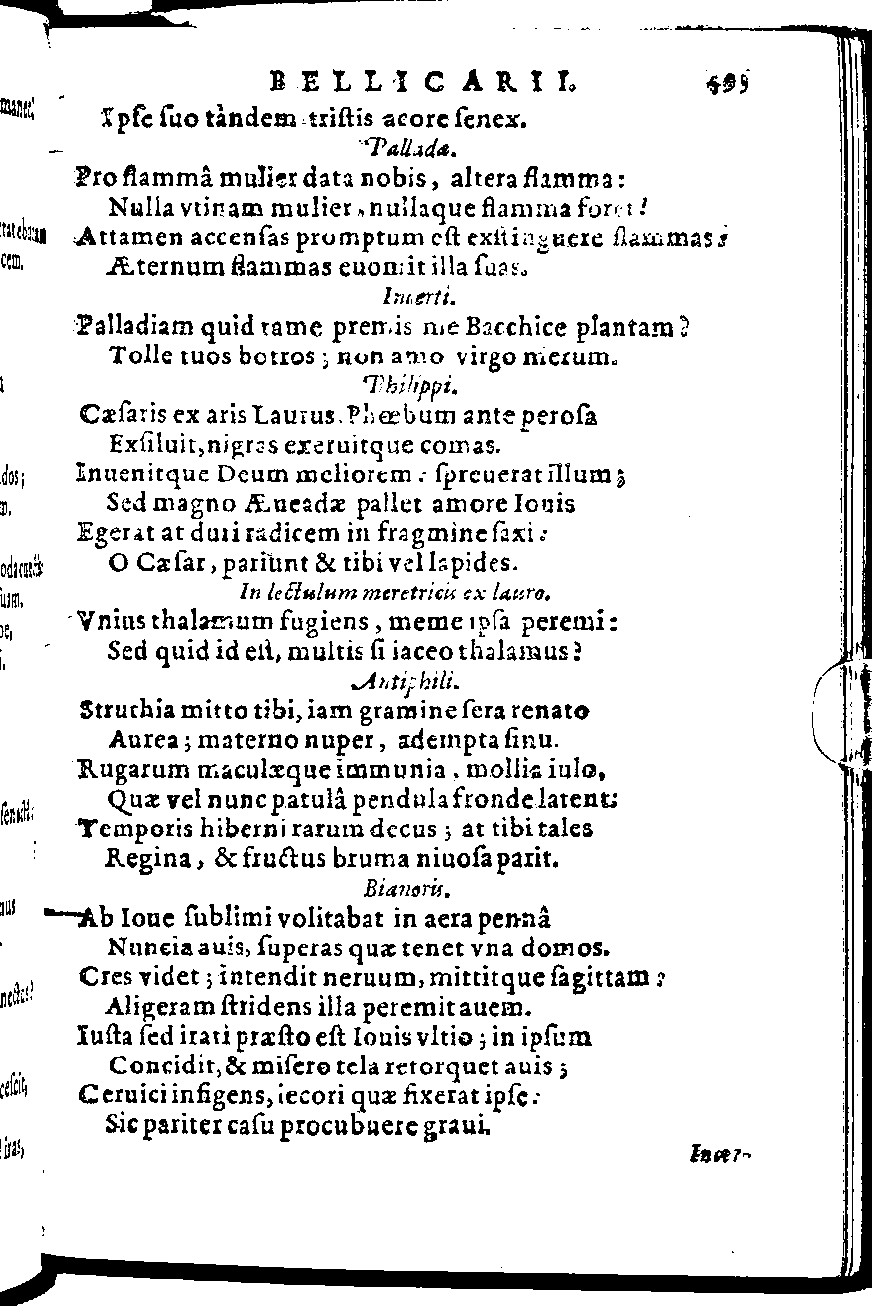 BELLICARII.
Ipſe ſuo tàndem triſtis acore ſenex.
Palladæ.
Pro flammâ mulier data nobis, altera flamma:
Nulla vtinam mulier, nullaque flamma foret!
Attamen accenſas promptum eſt exſtinguere flammas:
Æternum flammas euomit illa ſuas.
Incerti.
Palladiam quid tame premis me Bacchice plantam?
Tolle tuos botros; non amo virgo merum.
Philippi.
Cæſaris ex aris Laurus, Phœbum ante peroſa
Exſiluit, nigras exeruitque comas.
Inuenitque Deum meliorem: ſpreuerat illum;
Sed magno Æneadæ pallet amore Iouis
Egerat at duri radicem in fragmine ſaxi:
O Cæſar, pariunt & tibi vel lapides.
In lectulum meretricis ex lauro.
Vnius thalamum fugiens, meme ipſa peremi:
Sed quid id eſt, multis ſi iaceo thalamus?
Antiphili.
Struthia mitto tibi, iam gramine ſera renato
Aurea; materno nuper, adempta ſinu.
Rugarum maculæque immunia, mollia iulo,
Quæ vel nunc patulâ pendula fronde latent:
Temporis hiberni rarum decus; at tibi tales
Regina, & fructus bruma niuoſa parit.
Bianoris.
Ab Ioue ſublimi volitabat in aera pennâ
Nuncia auis, ſuperas quæ tenet vna domos.
Cres videt; intendit neruum, mittitque ſagittam:
Aligeram ſtridens illa peremit auem.
Iuſta ſed irati præſto eſt Iouis vltio; in ipſum
Concidit, & miſero tela retorquet auis;
Ceruici infigens, iecori quæ fixerat ipſe:
Sic pariter caſu procubuere graui.